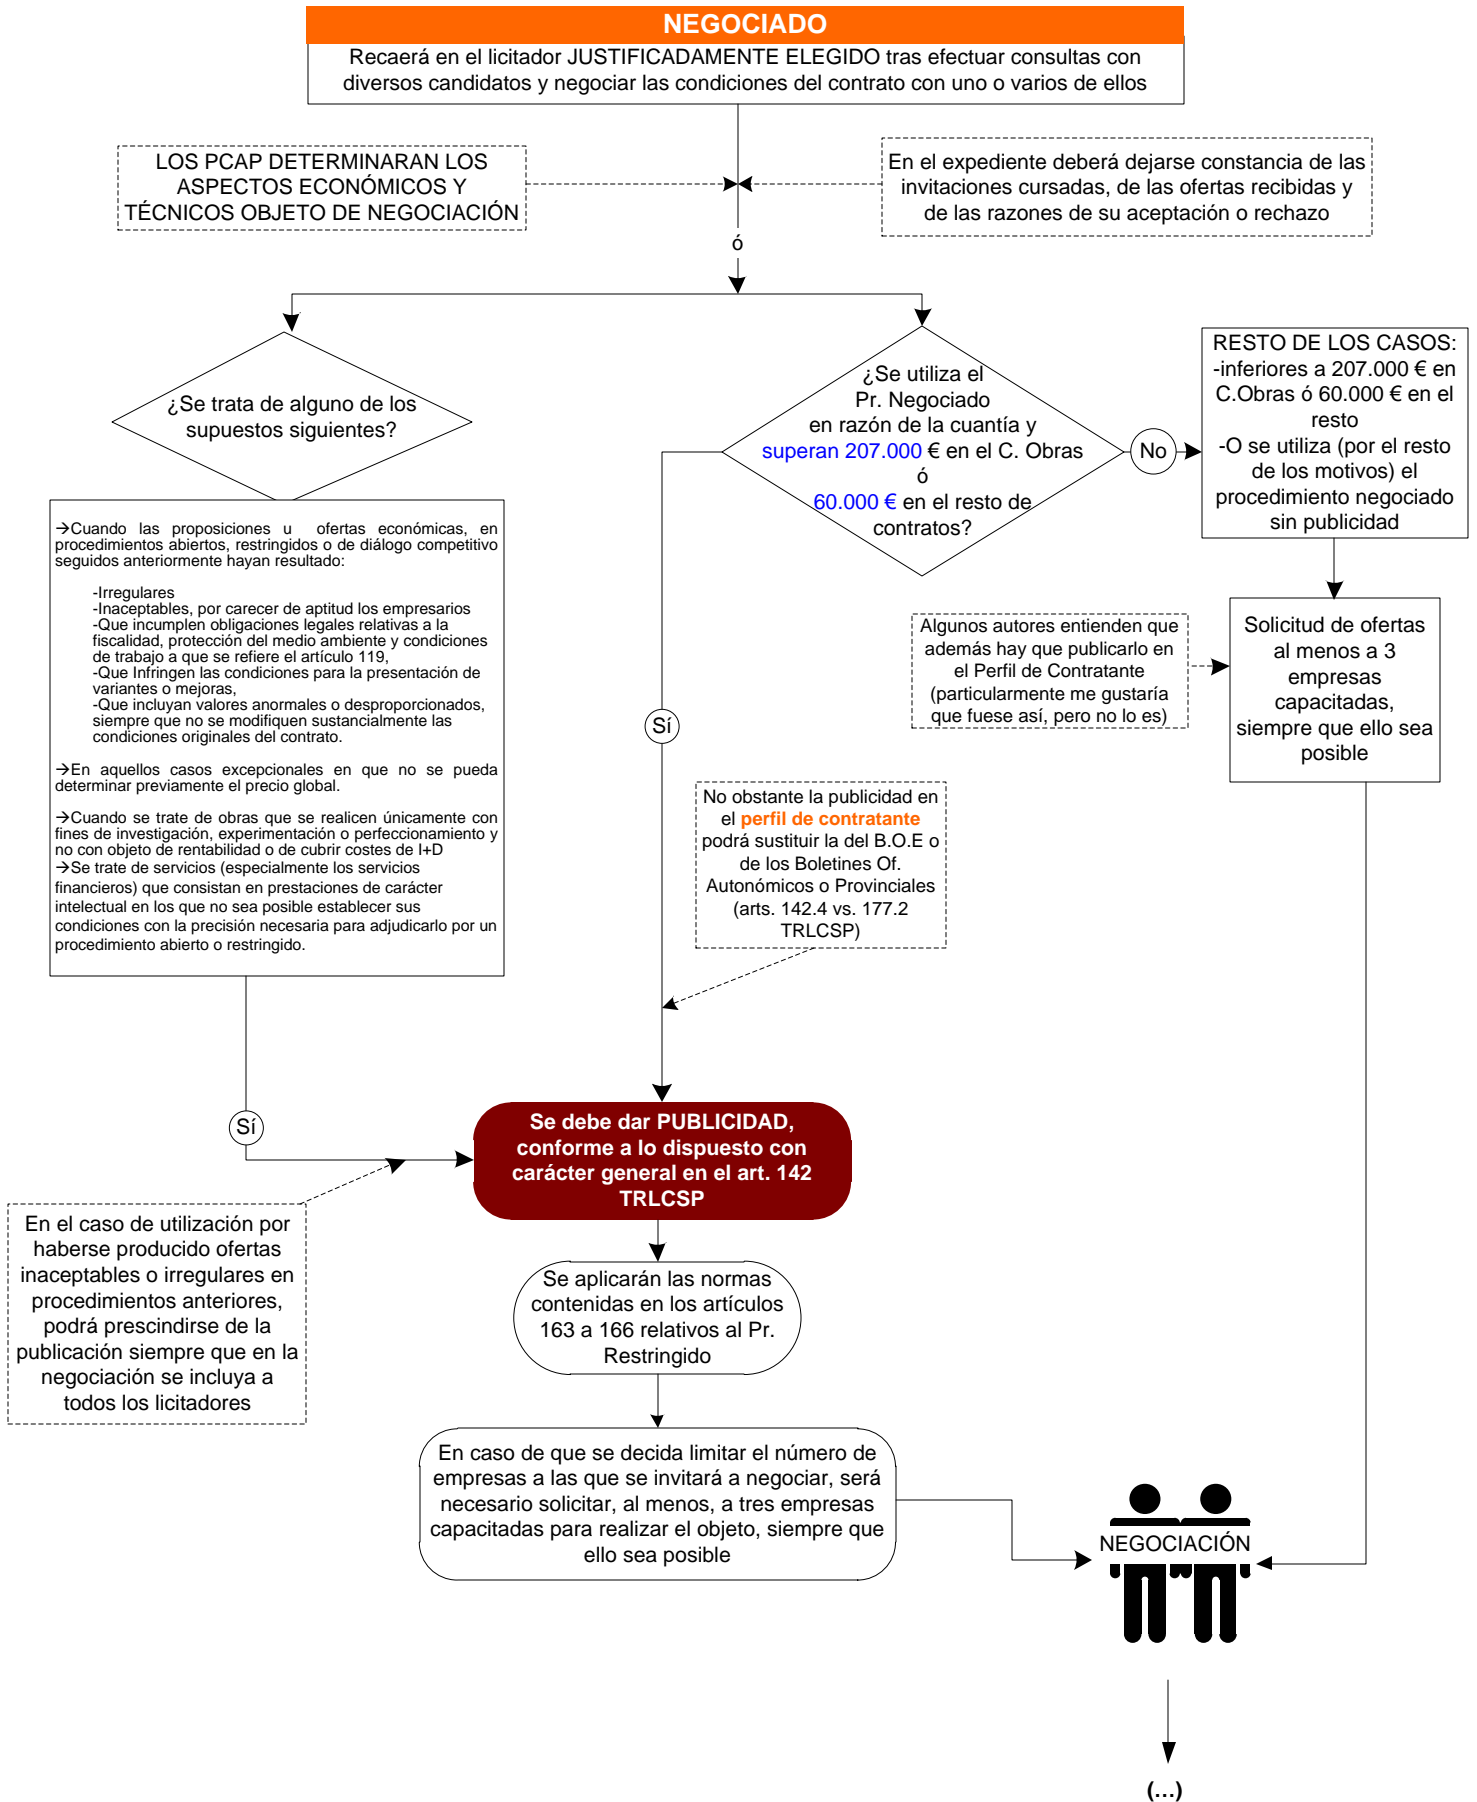 NEGOCIADO
Recaerá en el licitador JUSTIFICADAMENTE ELEGIDO tras efectuar consultas con
diversos candidatos y negociar las condiciones del contrato con uno o varios de ellos
LOS PCAP DETERMINARAN LOS
ASPECTOS ECONÓMICOS Y
TÉCNICOS OBJETO DE NEGOCIACIÓN
En el expediente deberá dejarse constancia de las
invitaciones cursadas, de las ofertas recibidas y
de las razones de su aceptación o rechazo
ó
¿Se trata de alguno de los
supuestos siguientes?
¿Se utiliza el
Pr. Negociado
en razón de la cuantía y
superan 207.000 € en el C. Obras
ó
60.000 € en el resto de
contratos?
No
RESTO DE LOS CASOS:
-inferiores a 207.000 € en
C.Obras ó 60.000 € en el
resto
-O se utiliza (por el resto
de los motivos) el
procedimiento negociado
sin publicidad
→Cuando las proposiciones u ofertas económicas, en
procedimientos abiertos, restringidos o de diálogo competitivo
seguidos anteriormente hayan resultado:
-Irregulares
-Inaceptables, por carecer de aptitud los empresarios
-Que incumplen obligaciones legales relativas a la
fiscalidad, protección del medio ambiente y condiciones
de trabajo a que se refiere el artículo 119,
-Que Infringen las condiciones para la presentación de
variantes o mejoras,
-Que incluyan valores anormales o desproporcionados,
siempre que no se modifiquen sustancialmente las
condiciones originales del contrato.
→En aquellos casos excepcionales en que no se pueda
determinar previamente el precio global.
→Cuando se trate de obras que se realicen únicamente con
fines de investigación, experimentación o perfeccionamiento y
no con objeto de rentabilidad o de cubrir costes de I+D
→Se trate de servicios (especialmente los servicios
financieros) que consistan en prestaciones de carácter
intelectual en los que no sea posible establecer sus
condiciones con la precisión necesaria para adjudicarlo por un
procedimiento abierto o restringido.
Algunos autores entienden que
además hay que publicarlo en
el Perfil de Contratante
(particularmente me gustaría
que fuese así, pero no lo es)
Solicitud de ofertas
al menos a 3
empresas
capacitadas,
siempre que ello sea
posible
Sí
No obstante la publicidad en
el perfil de contratante
podrá sustituir la del B.O.E o
de los Boletines Of.
Autonómicos o Provinciales
(arts. 142.4 vs. 177.2
TRLCSP)
Sí
Se debe dar PUBLICIDAD,
conforme a lo dispuesto con
carácter general en el art. 142
TRLCSP
En el caso de utilización por
haberse producido ofertas
inaceptables o irregulares en
procedimientos anteriores,
podrá prescindirse de la
publicación siempre que en la
negociación se incluya a
todos los licitadores
Se aplicarán las normas
contenidas en los artículos
163 a 166 relativos al Pr.
Restringido
En caso de que se decida limitar el número de
empresas a las que se invitará a negociar, será
necesario solicitar, al menos, a tres empresas
capacitadas para realizar el objeto, siempre que
ello sea posible
NEGOCIACIÓN
(...)